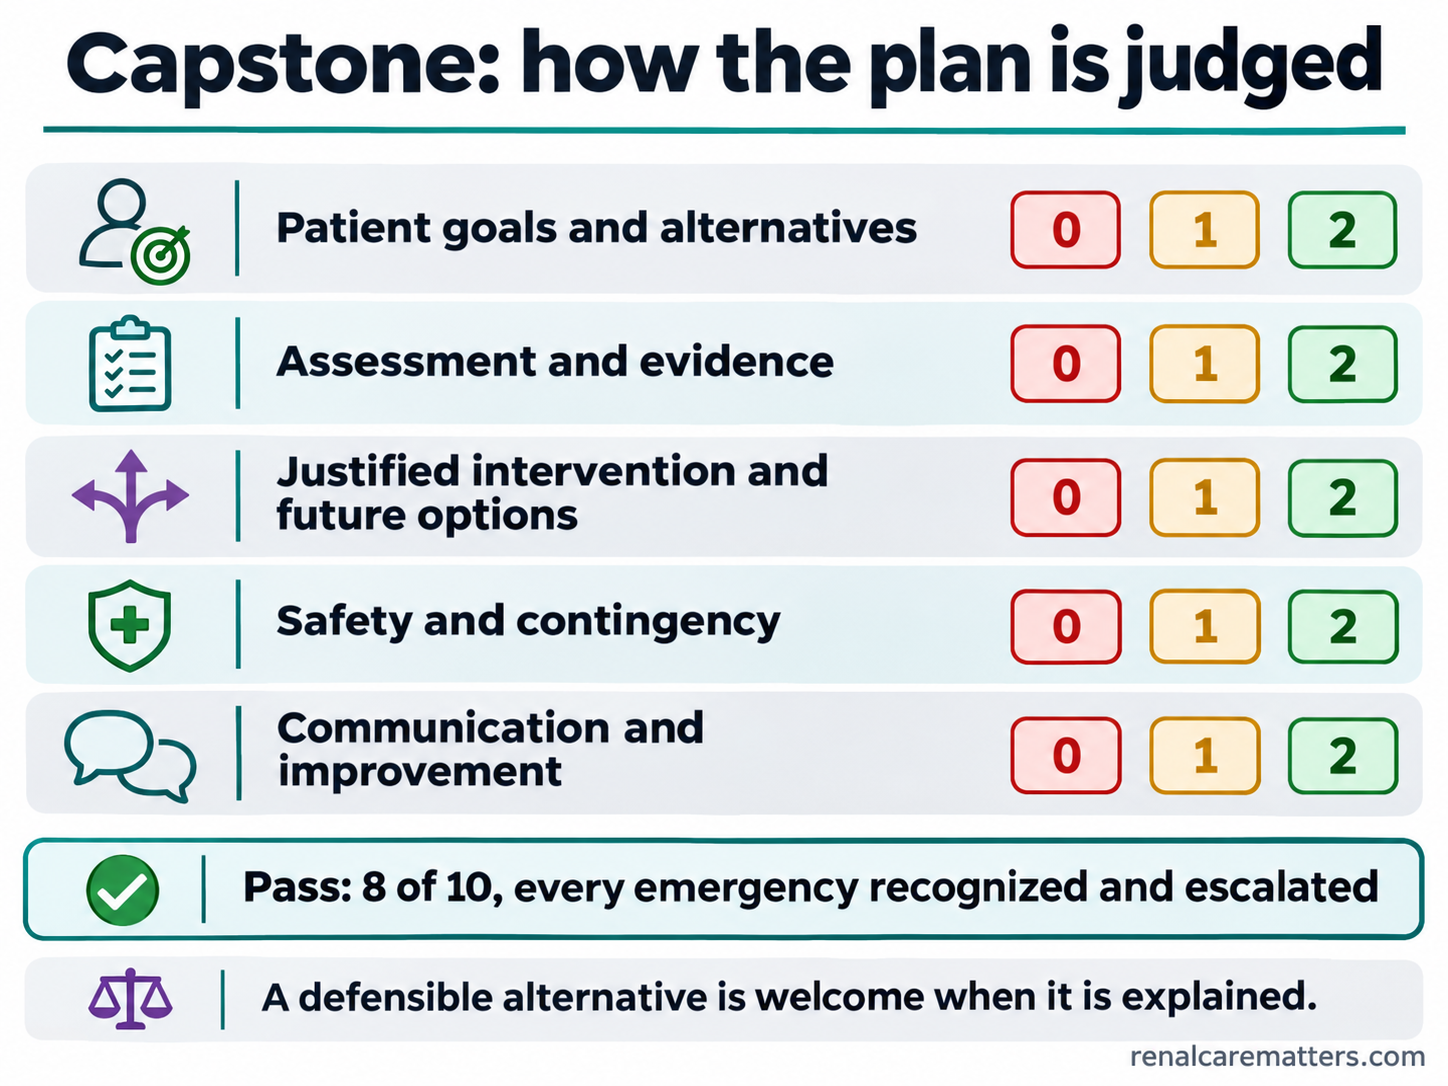 Capstone: how the plan is judged
Patient goals and alternatives 0 1 2
Assessment and evidence 0 1 2
Justified intervention and
future options 0 1 2
Safety and contingency 0 1 2
Communication and
improvement 0 1 2
Pass: 8 of 10, every emergency recognized and escalated
A defensible alternative is welcome when it is explained.
renalcarematters.com